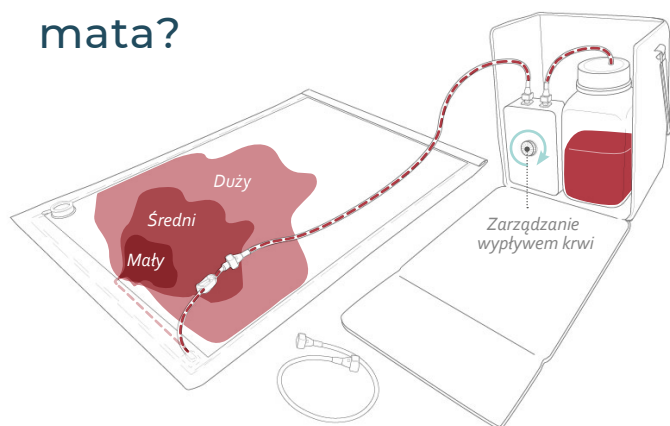 mata?
Duży
Średni
Mały
Zarządzanie
wypływem krwi